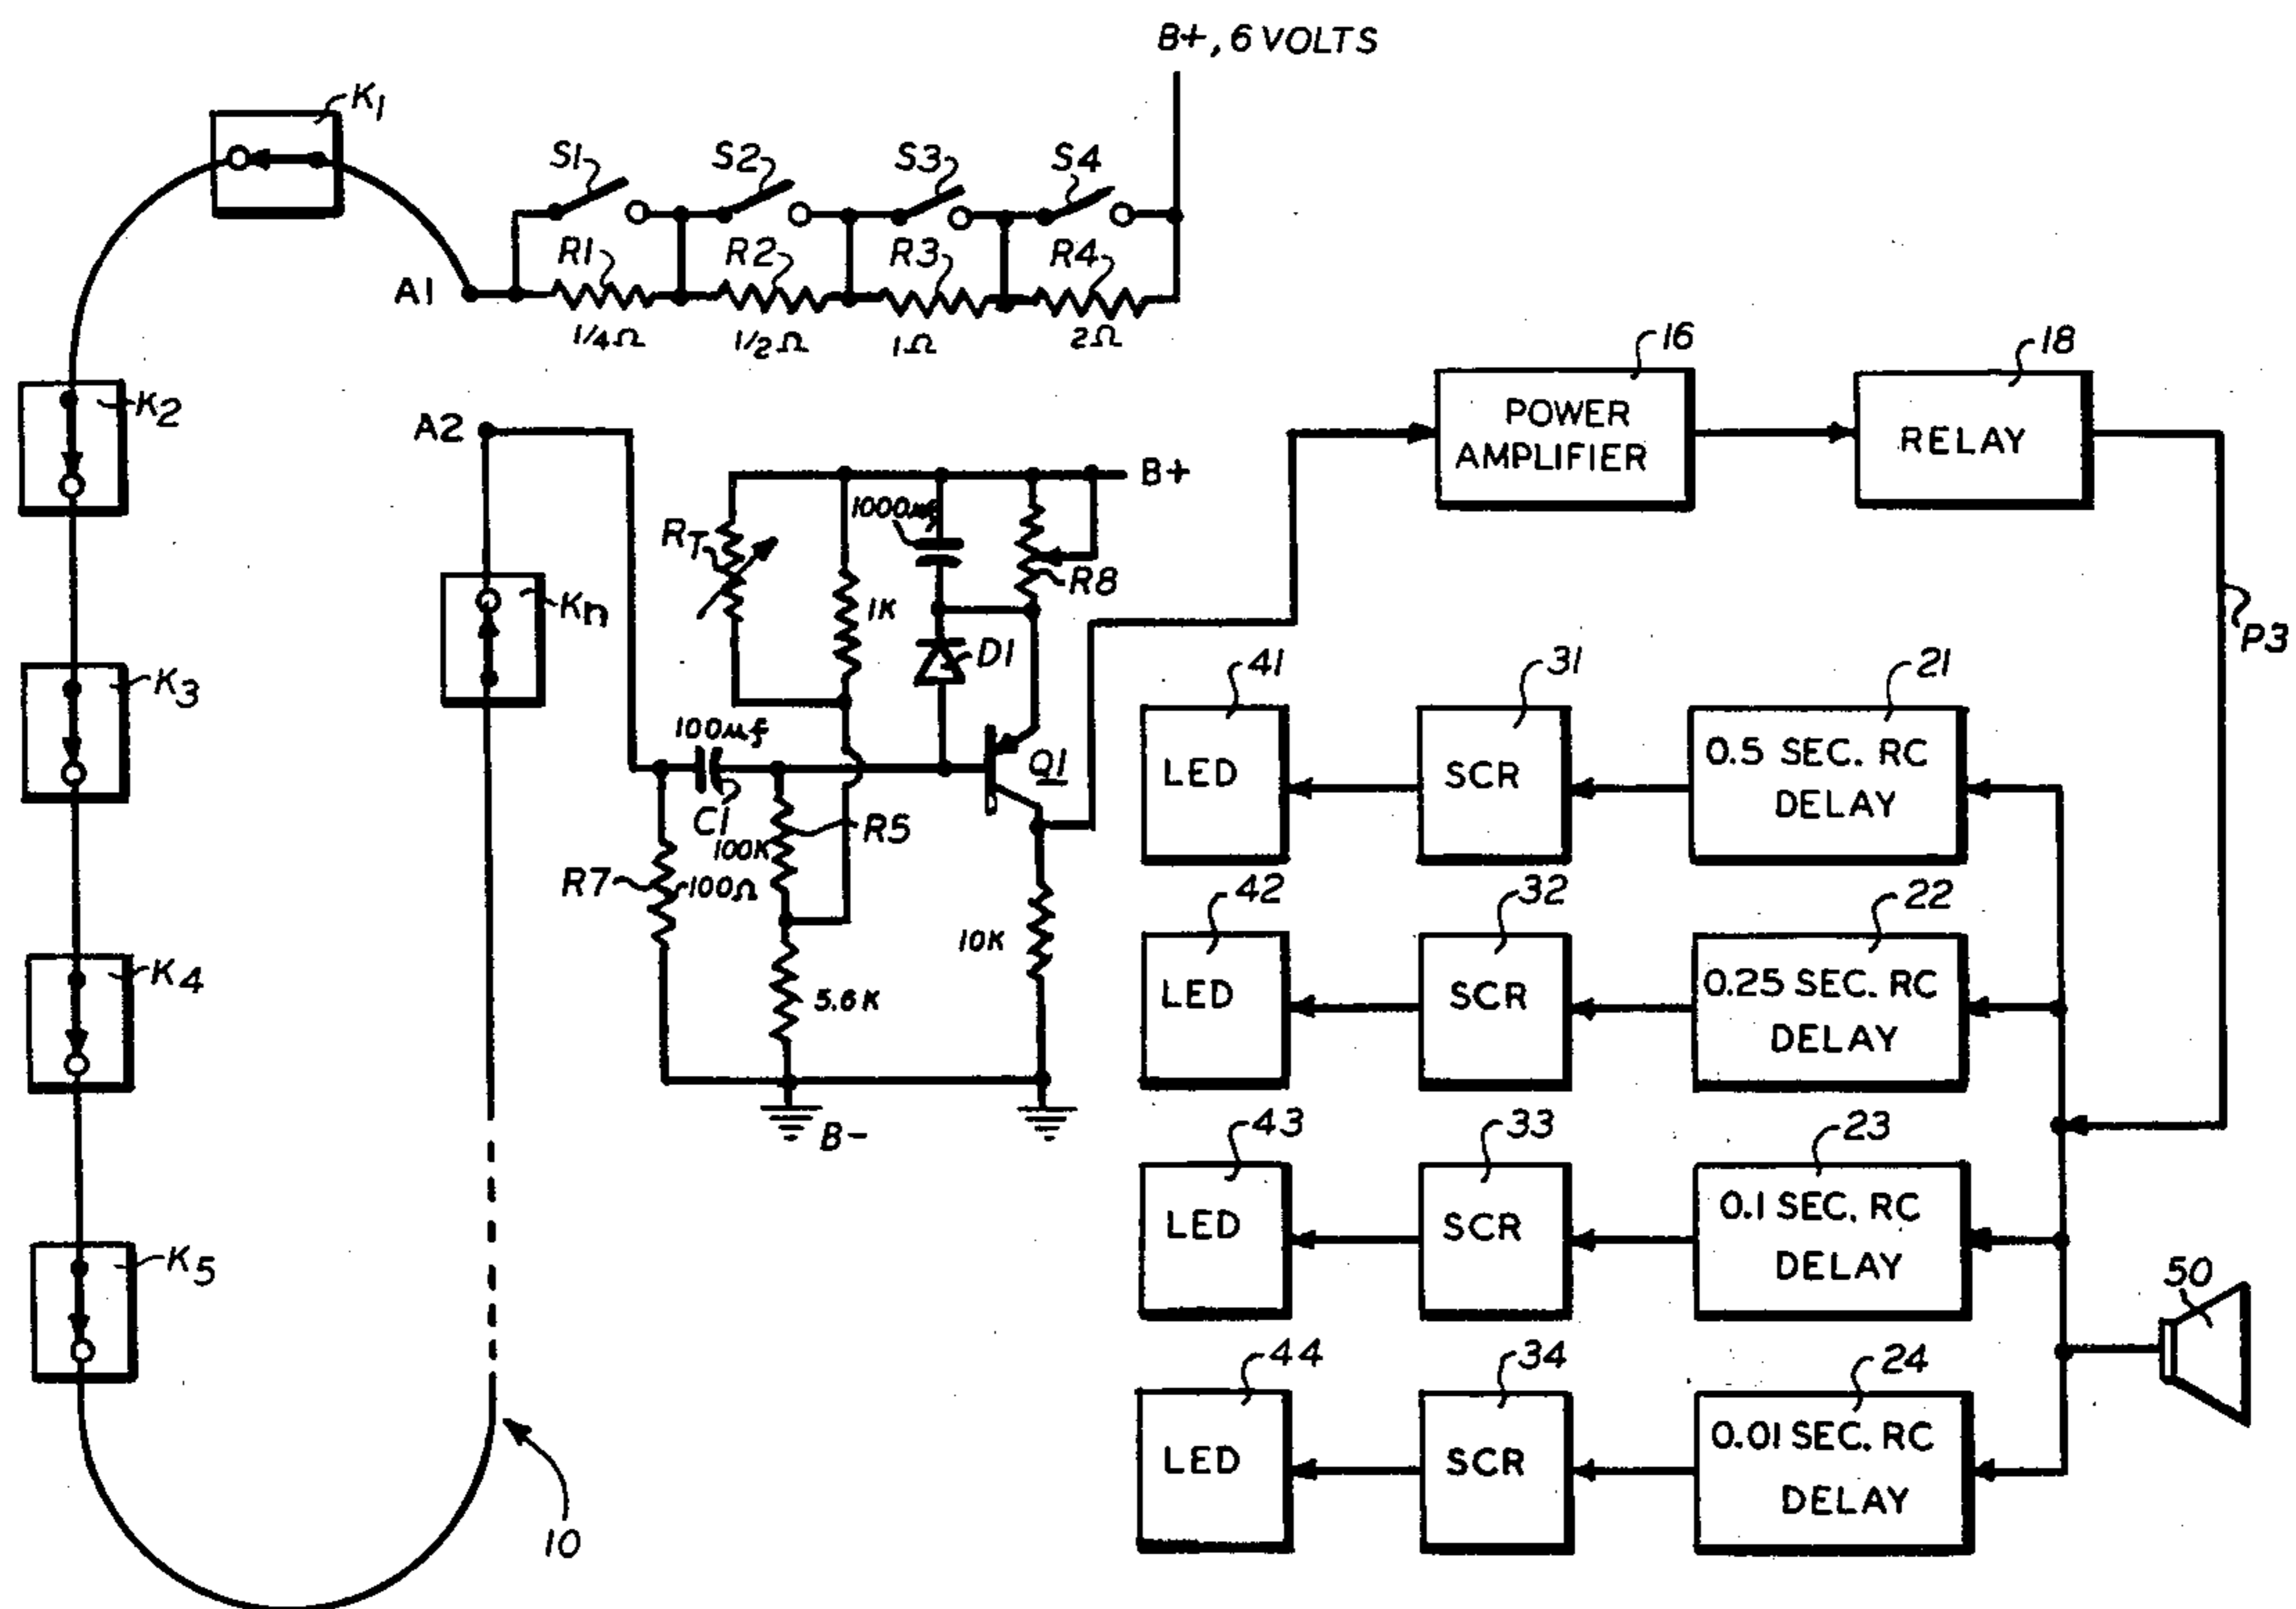 B+, 6 VOLTS
K1
S1
S2
S3
S4
R1
R2
R3
R4
A1
1/4Ω
1/2Ω
1Ω
2Ω
16
18
K2
A2
POWER
AMPLIFIER
RELAY
B+
1000μf
RT
R8
1K
Kn
P3
D1
K3
41
31
21
100μf
Q1
LED
SCR
0.5 SEC. RC
DELAY
C1
R5
100K
R7
100Ω
42
32
22
10K
K4
5.6K
LED
SCR
0.25 SEC. RC
DELAY
B-
43
33
23
LED
SCR
0.1 SEC. RC
DELAY
K5
50
44
34
24
LED
SCR
0.01 SEC. RC
DELAY
10